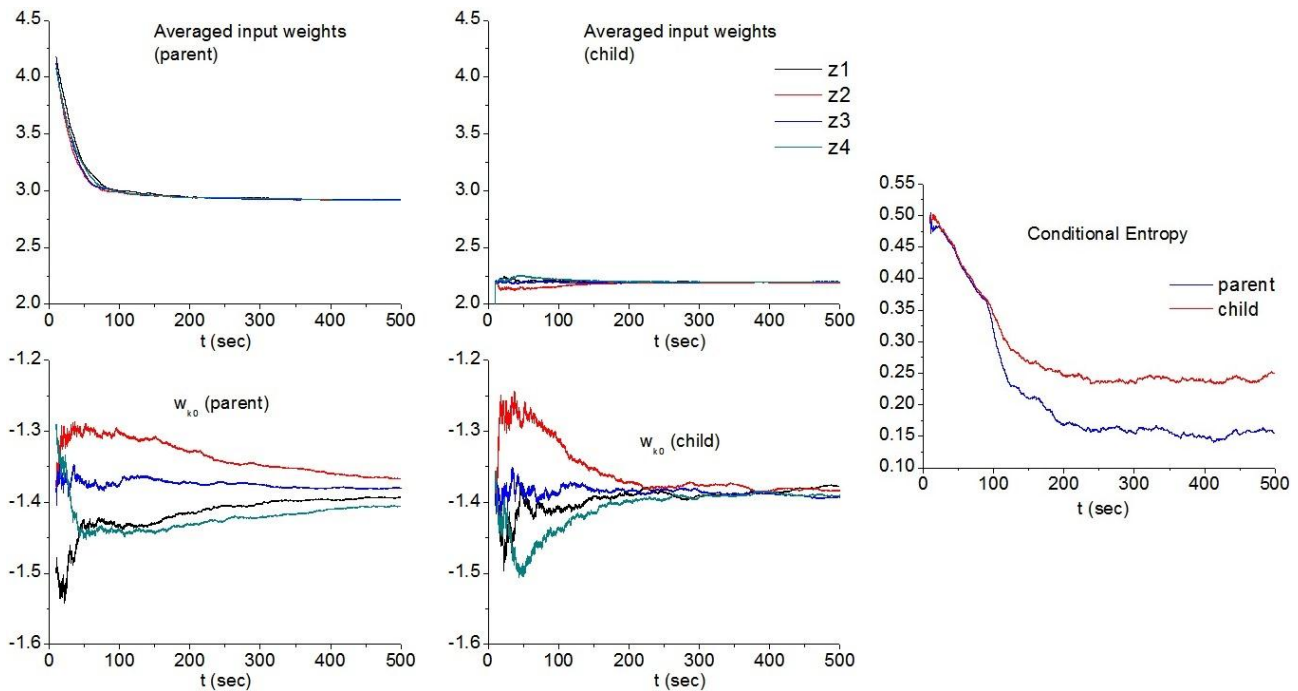 4.5
4.0
3.5
3.0
2.5
2.0
Averaged input weights
(parent)
0 100 200 300 400 500
t (sec)
4.5
4.0
3.5
3.0
2.5
2.0
Averaged input weights
(child)
z1
z2
z3
z4
0 100 200 300 400 500
t (sec)
-1.2
-1.3
-1.4
-1.5
-1.6
w_k0 (parent)
0 100 200 300 400 500
t (sec)
-1.2
-1.3
-1.4
-1.5
-1.6
w_k0 (child)
0 100 200 300 400 500
t (sec)
0.55
0.50
0.45
0.40
0.35
0.30
0.25
0.20
0.15
0.10
Conditional Entropy
parent
child
0 100 200 300 400 500
t (sec)